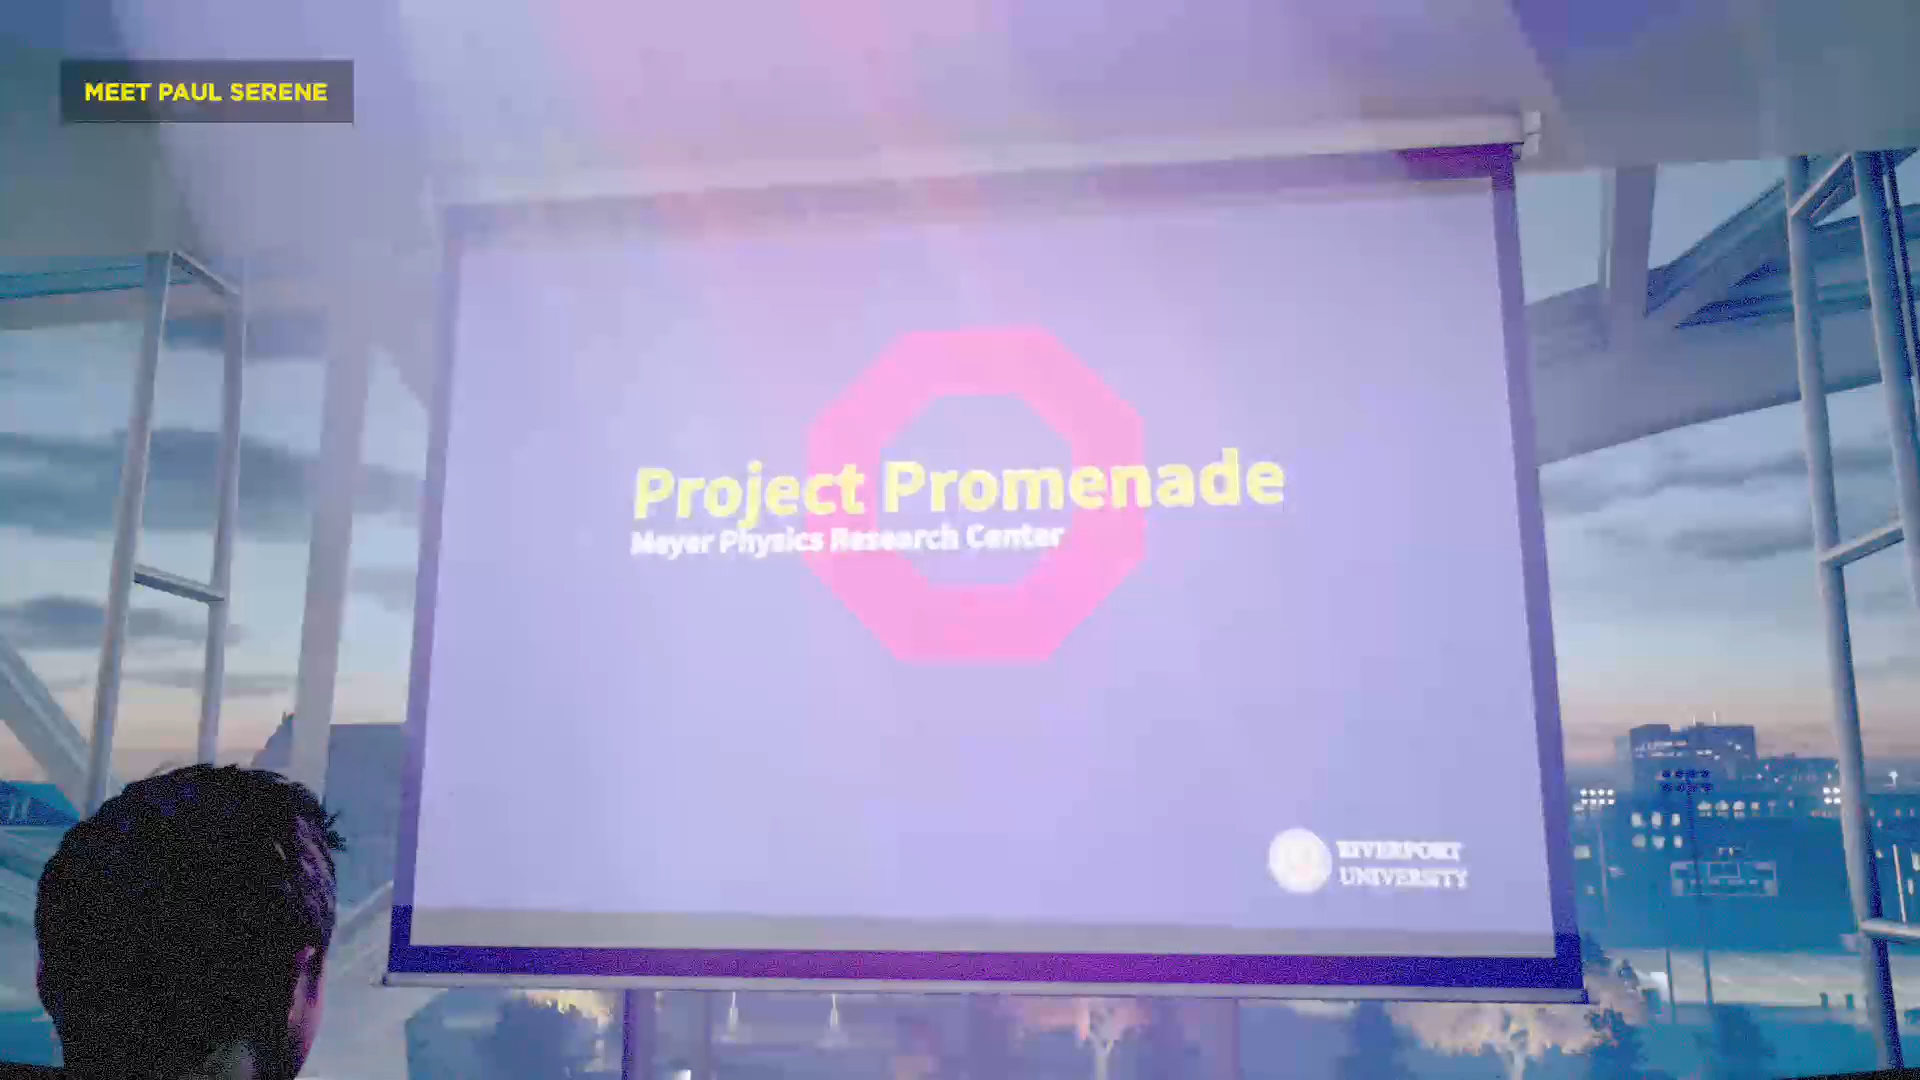 MEET PAUL SERENE
Project Promenade
Meyer Physics Research Center
RIVERPORT
UNIVERSITY